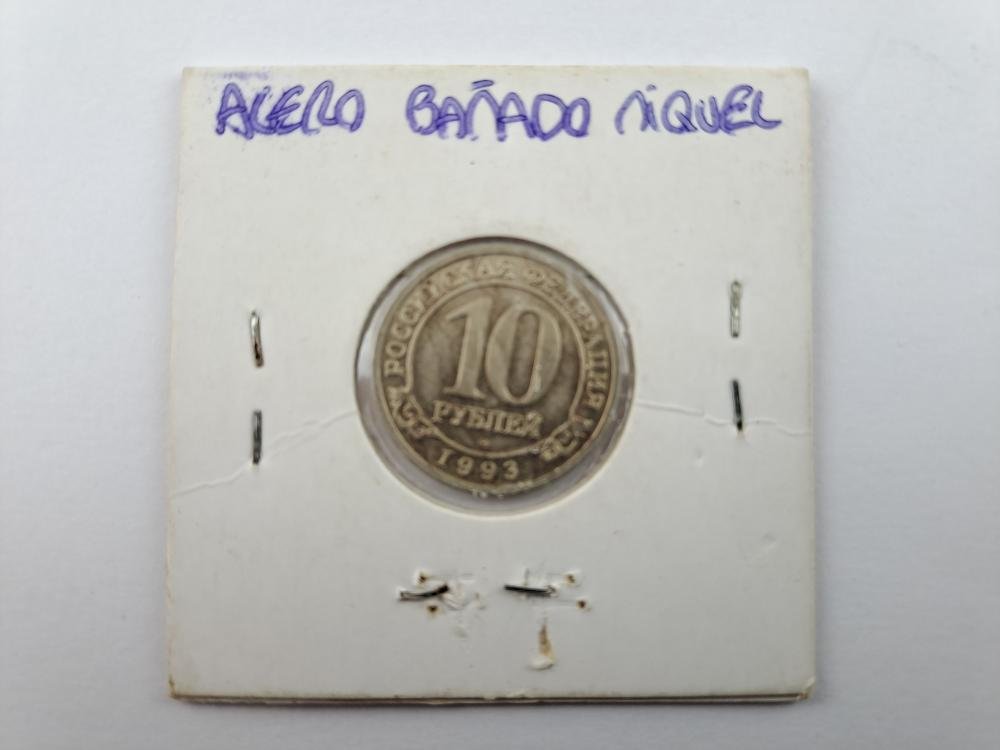 ACERO BAÑADO NIQUEL
РОССИЙСКАЯ ФЕДЕРАЦИЯ
10
РУБЛЕЙ
1993